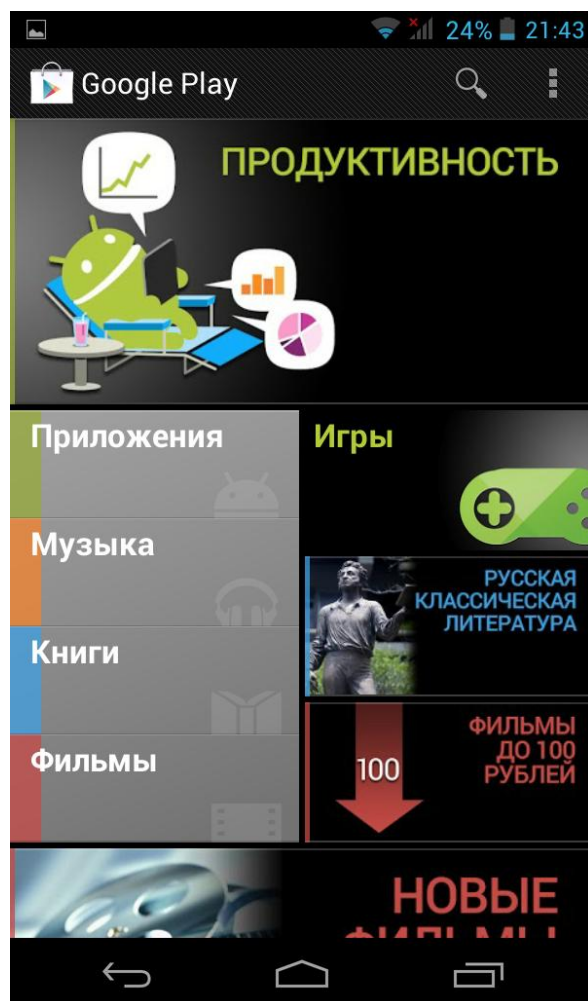 24% 21:43
Google Play
ПРОДУКТИВНОСТЬ
Приложения
Музыка
Книги
Фильмы
Игры
РУССКАЯ
КЛАССИЧЕСКАЯ
ЛИТЕРАТУРА
100
ФИЛЬМЫ
ДО 100
РУБЛЕЙ
НОВЫЕ
ФИЛЬМЫ